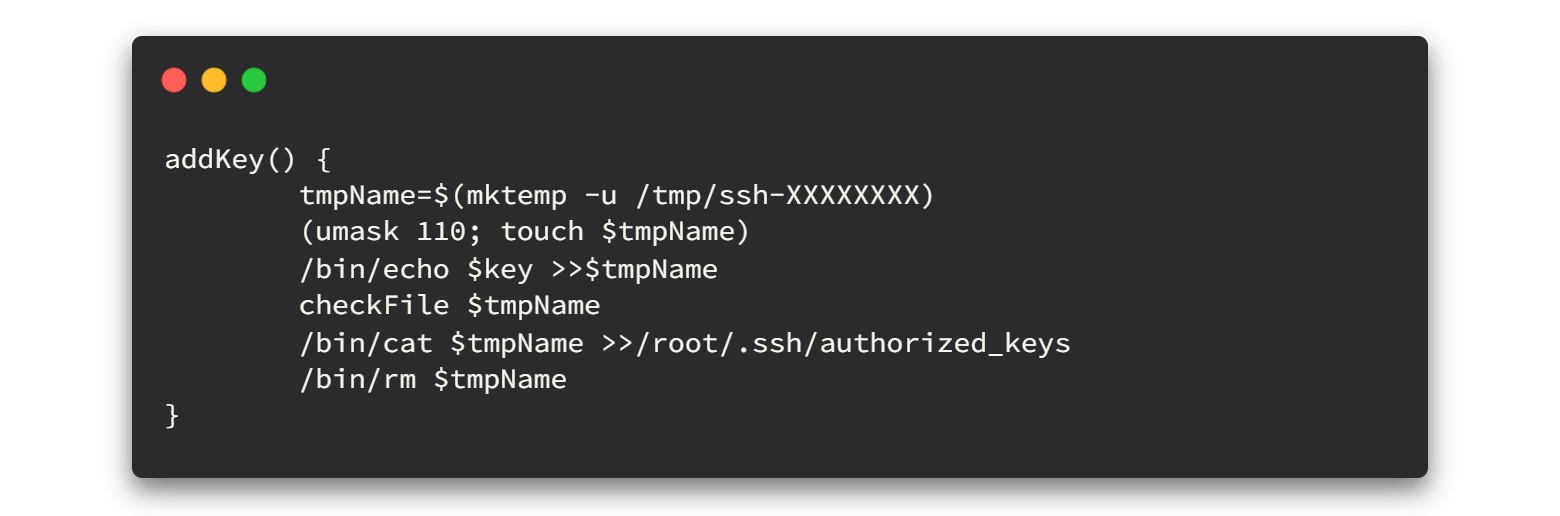 addKey() {
        tmpName=$(mktemp -u /tmp/ssh-XXXXXXXX)
        (umask 110; touch $tmpName)
        /bin/echo $key >>$tmpName
        checkFile $tmpName
        /bin/cat $tmpName >>/root/.ssh/authorized_keys
        /bin/rm $tmpName
}